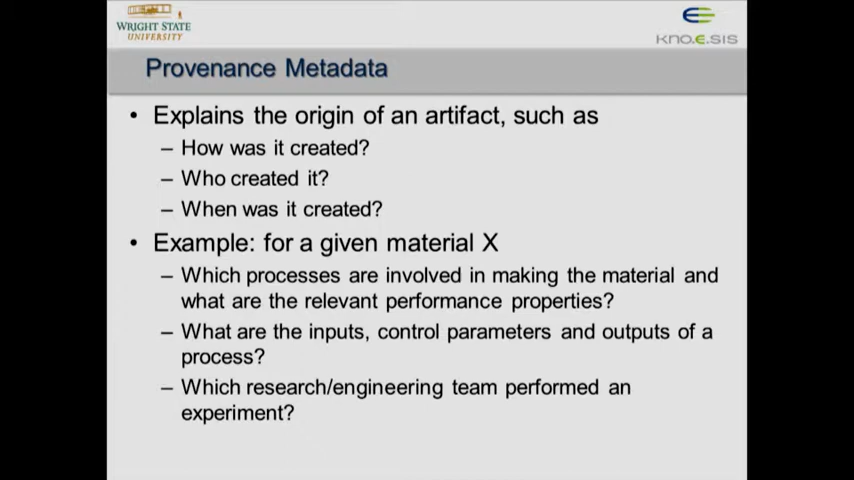 WRIGHT STATE
UNIVERSITY
kno.e.sis
Provenance Metadata
• Explains the origin of an artifact, such as
– How was it created?
– Who created it?
– When was it created?
• Example: for a given material X
– Which processes are involved in making the material and
what are the relevant performance properties?
– What are the inputs, control parameters and outputs of a
process?
– Which research/engineering team performed an
experiment?